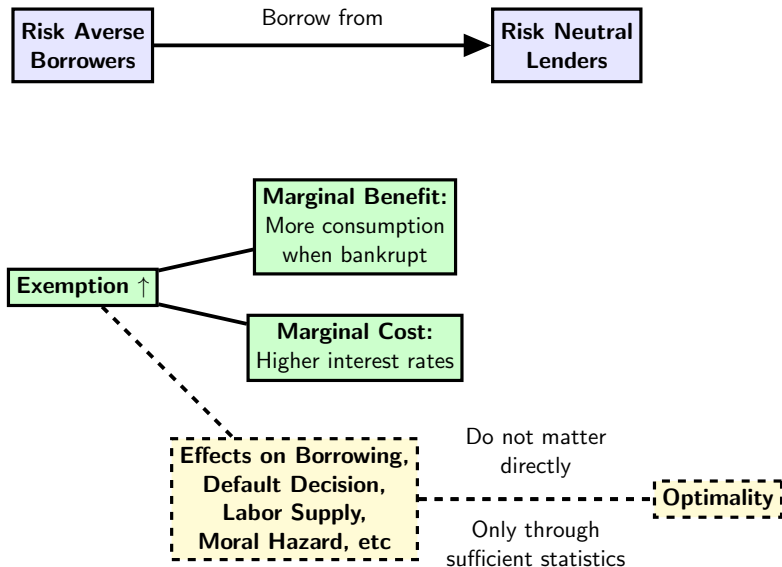 Risk Averse
Borrowers
Borrow from
Risk Neutral
Lenders
Marginal Benefit:
More consumption
when bankrupt
Exemption ↑
Marginal Cost:
Higher interest rates
Effects on Borrowing,
Default Decision,
Labor Supply,
Moral Hazard, etc
Do not matter
directly
Only through
sufficient statistics
Optimality